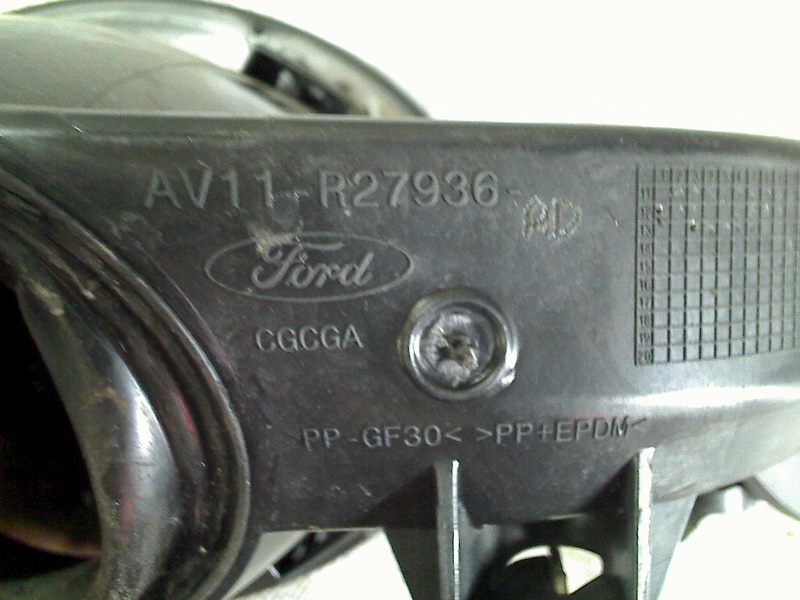 AV11-R27936-
Ford
CGCGA
>PP-GF30< >PP+EPDM<